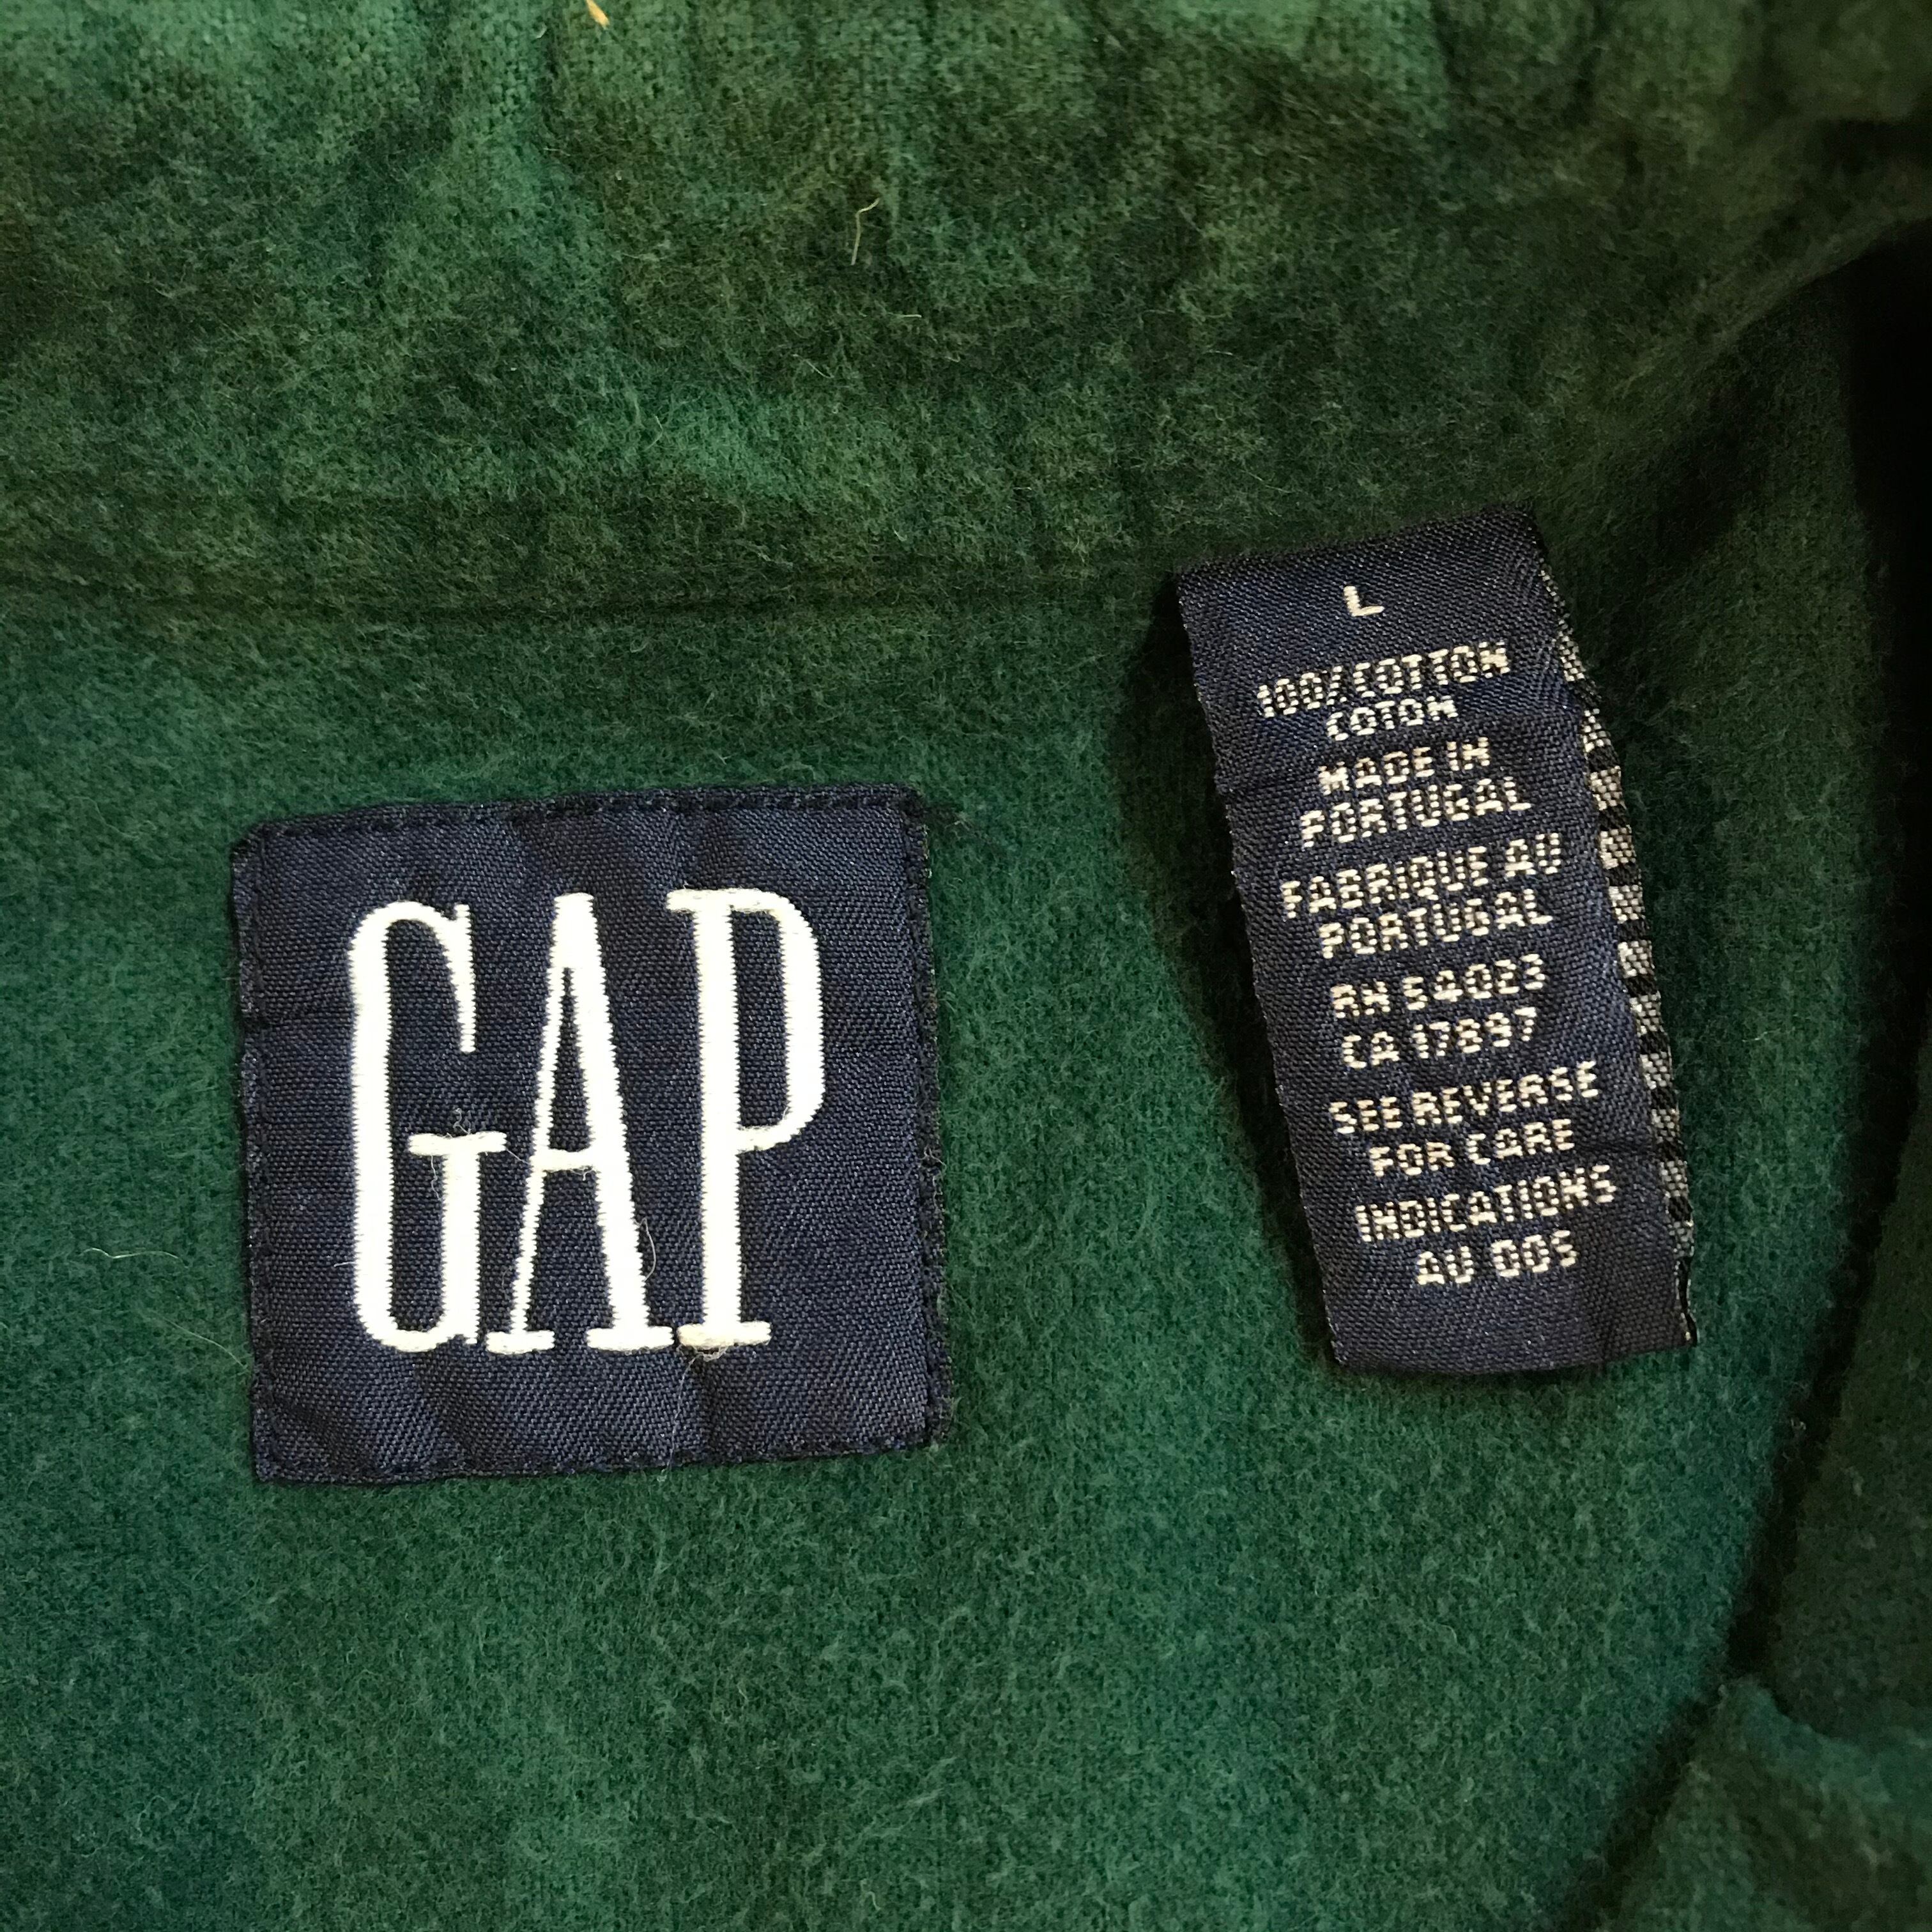 GAP
L
100% COTTON
COTON
MADE IN
PORTUGAL
FABRIQUE AU
PORTUGAL
RN 54023
CA 17897
SEE REVERSE
FOR CARE
INDICATIONS
AU DOS